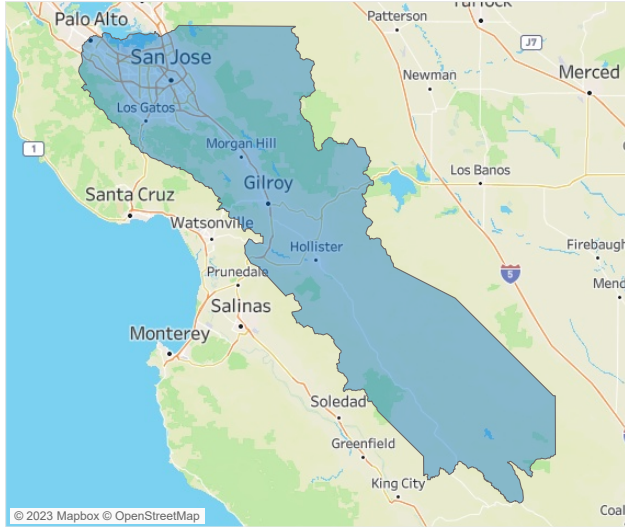 Palo Alto
Patterson
J7
San Jose
Newman
Merced
Los Gatos
1
Morgan Hill
Los Banos
Gilroy
Santa Cruz
Watsonville
Hollister
Firebaugh
5
Prunedale
Mend
Salinas
Monterey
Soledad
Greenfield
King City
Coal
© 2023 Mapbox © OpenStreetMap